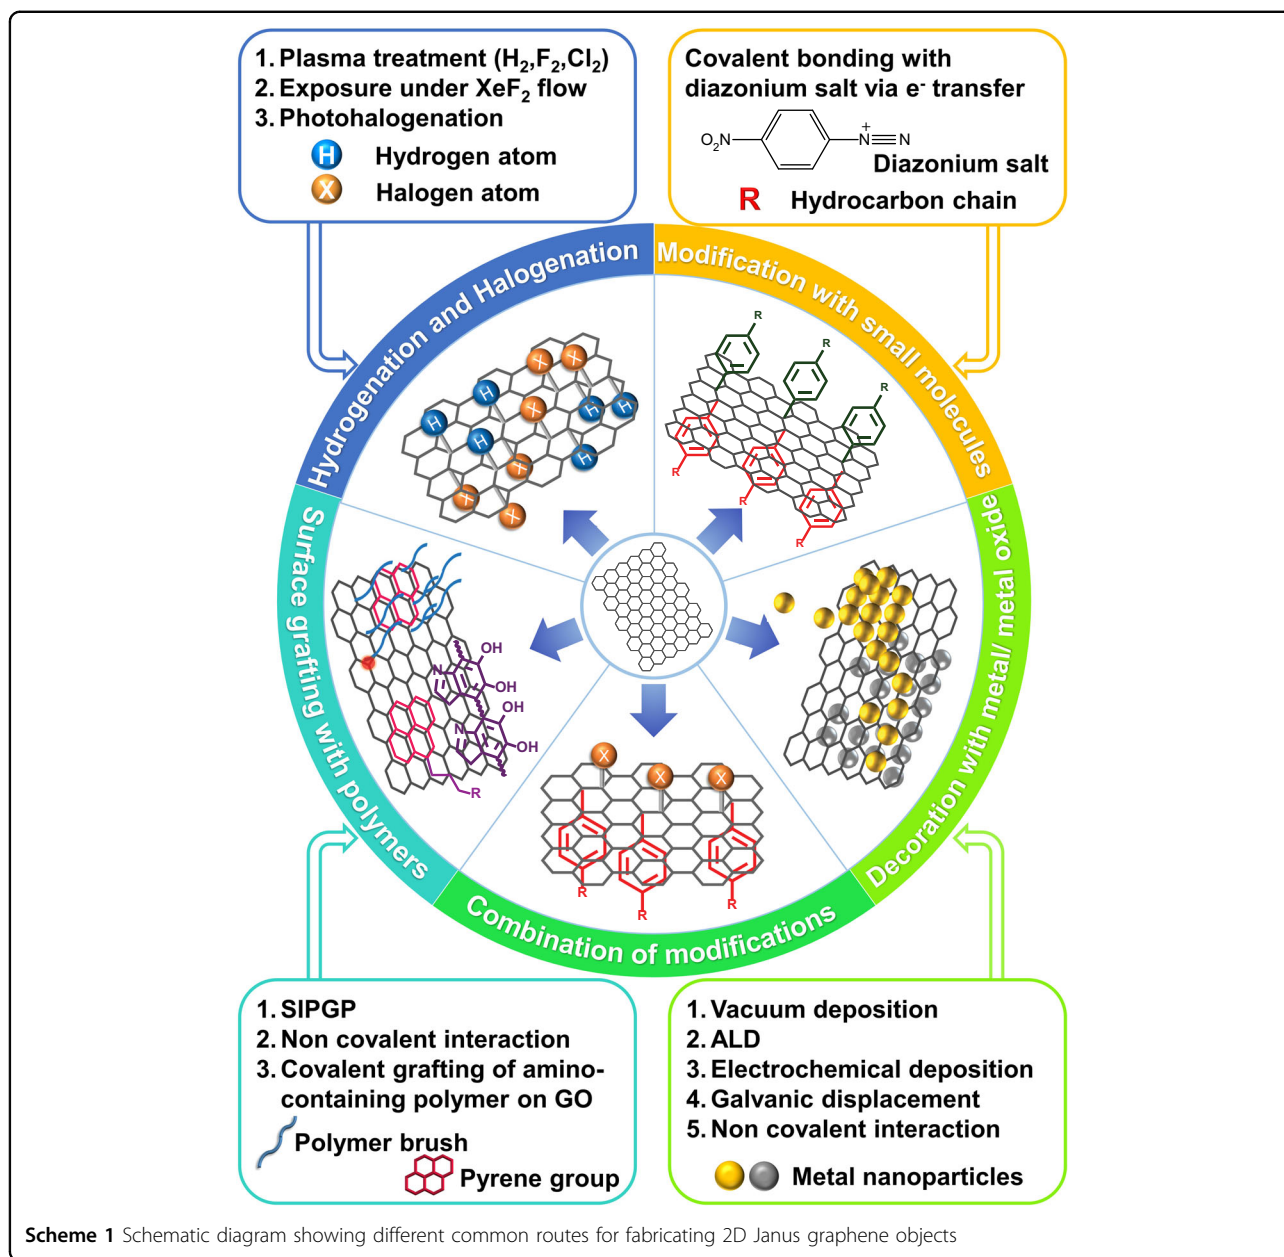 1. Plasma treatment (H₂,F₂,Cl₂)
2. Exposure under XeF₂ flow
3. Photohalogenation
H Hydrogen atom
X Halogen atom
Covalent bonding with
diazonium salt via e⁻ transfer
O₂N N⁺ N
Diazonium salt
R Hydrocarbon chain
Hydrogenation and Halogenation
Modification with small molecules
X X
H X H H
H H H
X X X
R
R
R
R
R
R
Surface grafting with polymers
Decoration with metal/ metal oxide
OH
N
OH
OH
N
OH
R
X X X
R R R
Combination of modifications
1. SIPGP
2. Non covalent interaction
3. Covalent grafting of amino-
containing polymer on GO
Polymer brush
Pyrene group
1. Vacuum deposition
2. ALD
3. Electrochemical deposition
4. Galvanic displacement
5. Non covalent interaction
Metal nanoparticles
Scheme 1 Schematic diagram showing different common routes for fabricating 2D Janus graphene objects